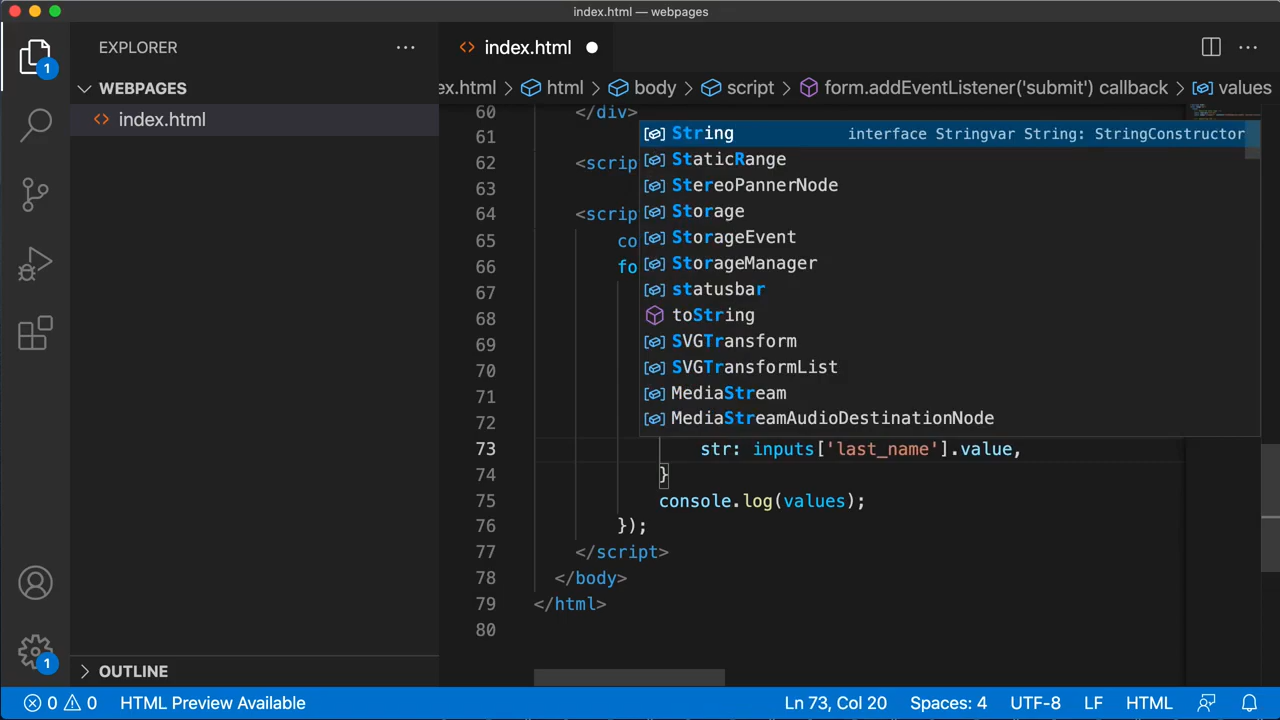 index.html — webpages
EXPLORER
index.html
1
ex.html > html > body > script > form.addEventListener('submit') callback > values
WEBPAGES
index.html
60 </div>
61
62 <scrip
63
64 <scrip
65 co
66 fo
67
68
69
70
71
72
String interface Stringvar String: StringConstructor
StaticRange
StereoPannerNode
Storage
StorageEvent
StorageManager
statusbar
toString
SVGTransform
SVGTransformList
MediaStream
MediaStreamAudioDestinationNode
73 str: inputs['last_name'].value,
74 }
75 console.log(values);
76 });
77 </script>
78 </body>
79 </html>
80
1
OUTLINE
0 0 HTML Preview Available Ln 73, Col 20 Spaces: 4 UTF-8 LF HTML